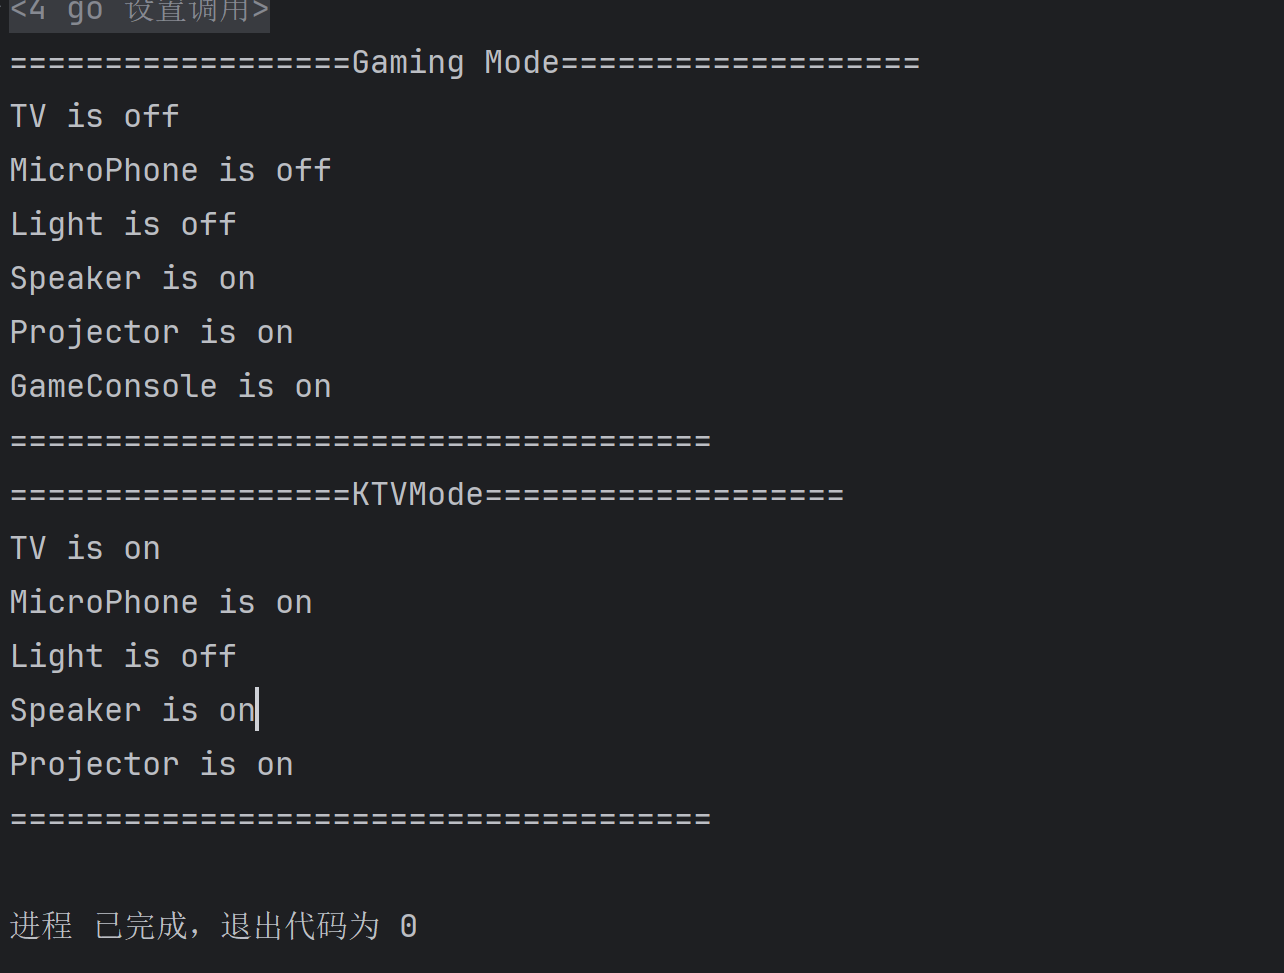 <4 go 设置调用>
==================Gaming Mode===================
TV is off
MicroPhone is off
Light is off
Speaker is on
Projector is on
GameConsole is on
=====================================
==================KTVMode===================
TV is on
MicroPhone is on
Light is off
Speaker is on
Projector is on
=====================================
进程 已完成，退出代码为 0